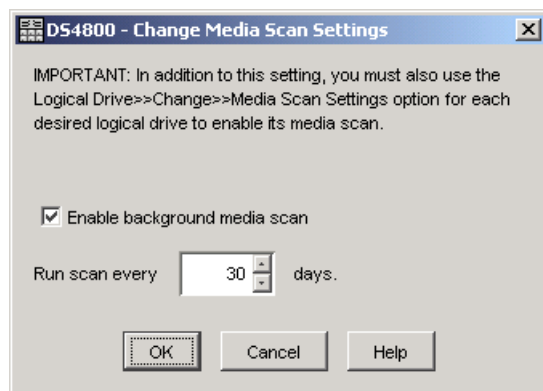 DS4800 - Change Media Scan Settings
IMPORTANT: In addition to this setting, you must also use the
Logical Drive>>Change>>Media Scan Settings option for each
desired logical drive to enable its media scan.
Enable background media scan
Run scan every 30 days.
OK Cancel Help